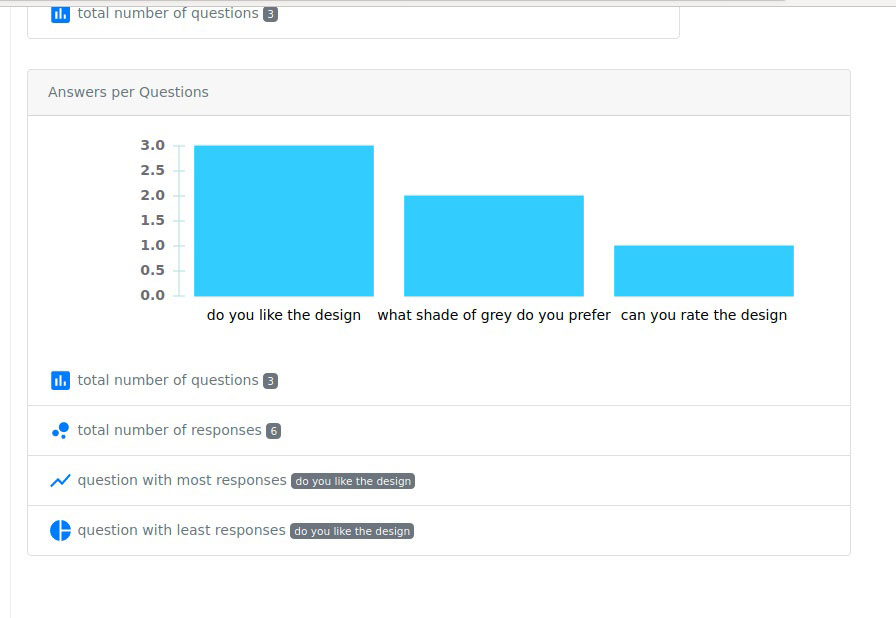 total number of questions 3
Answers per Questions
3.0
2.5
2.0
1.5
1.0
0.5
0.0
do you like the design what shade of grey do you prefer can you rate the design
total number of questions 3
total number of responses 6
question with most responses do you like the design
question with least responses do you like the design